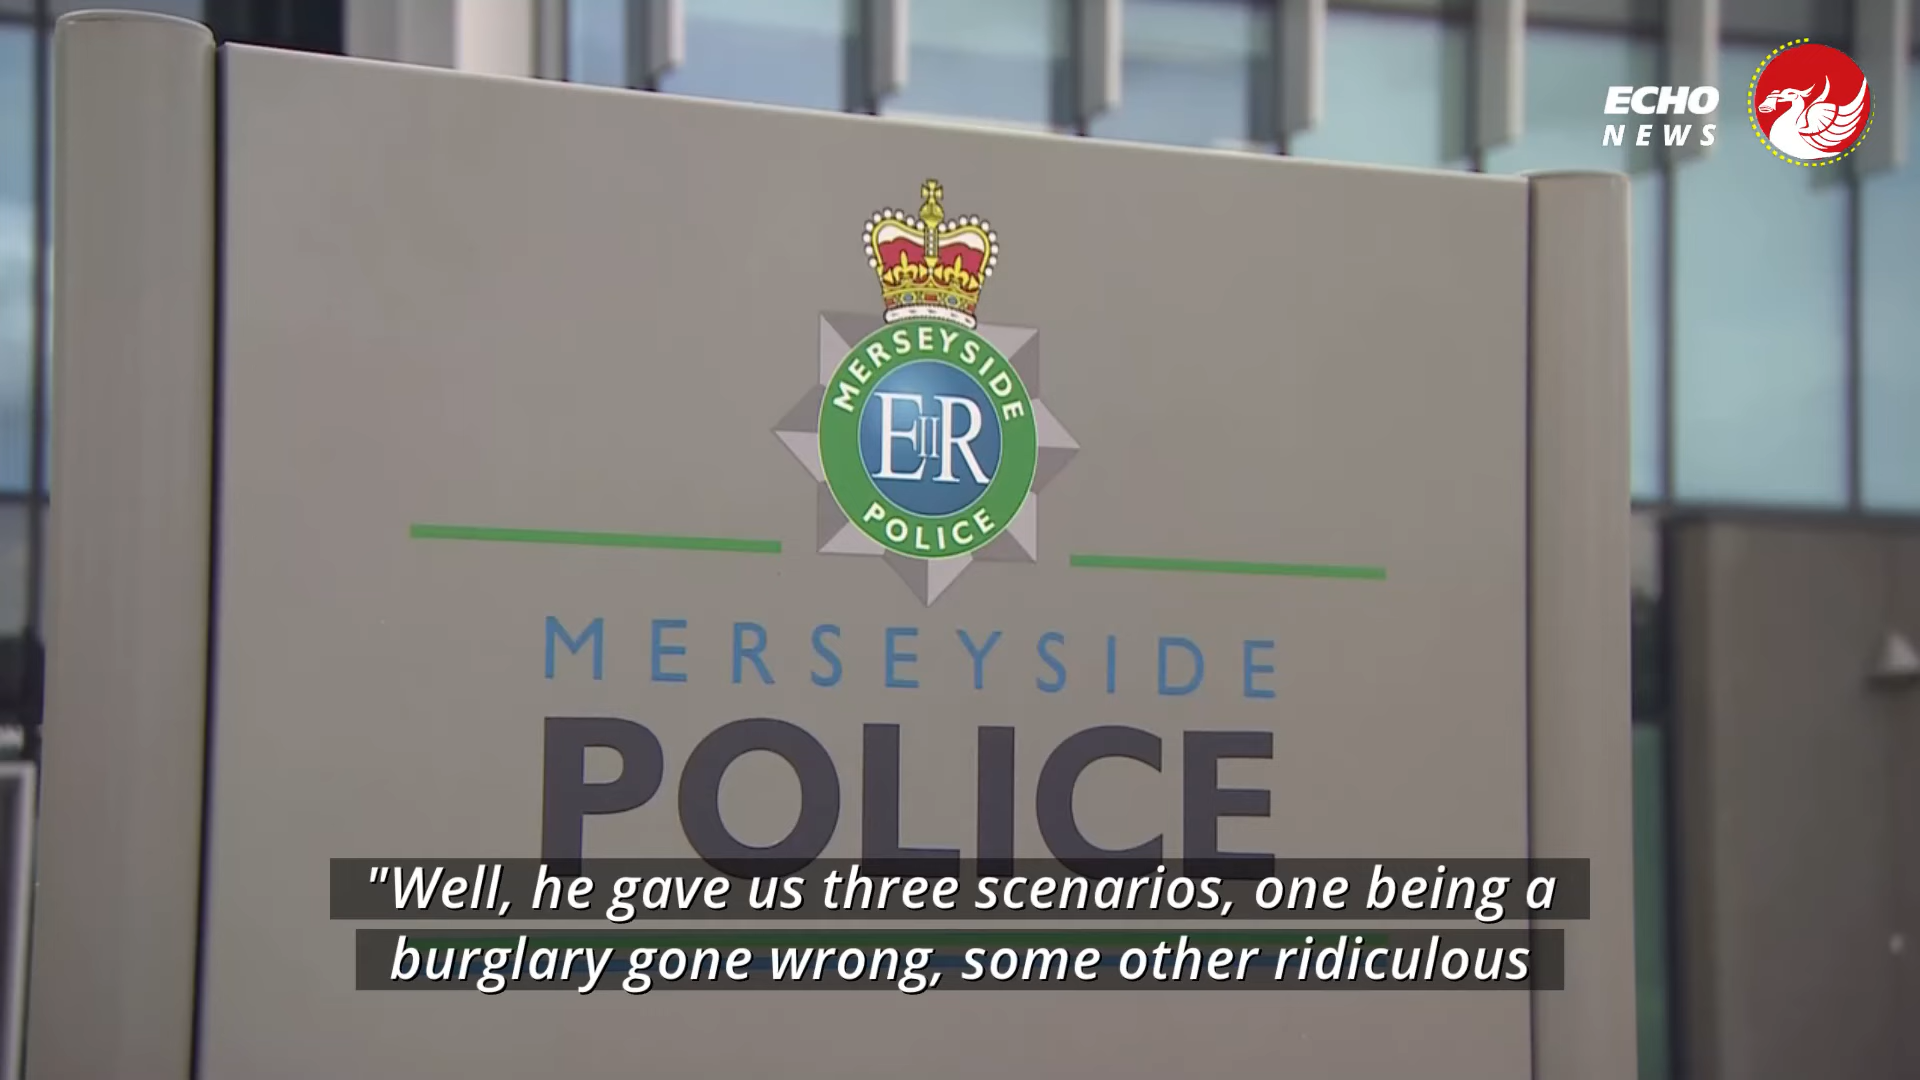 ECHO
NEWS
MERSEYSIDE
EIIR
POLICE
MERSEYSIDE
POLICE
"Well, he gave us three scenarios, one being a
burglary gone wrong, some other ridiculous